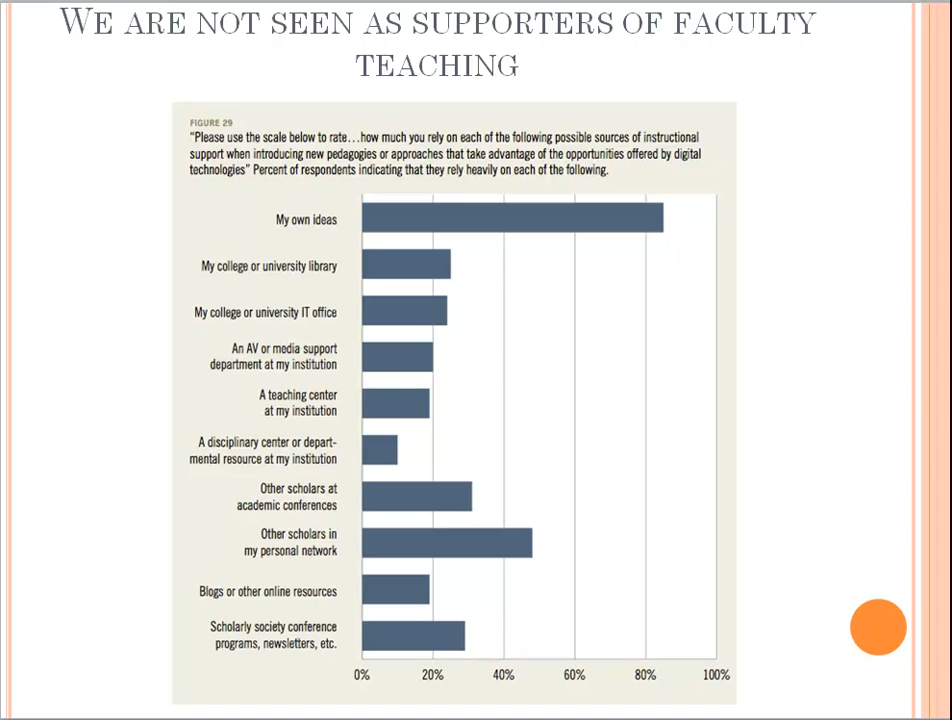 WE ARE NOT SEEN AS SUPPORTERS OF FACULTY
TEACHING
FIGURE 29
"Please use the scale below to rate…how much you rely on each of the following possible sources of instructional
support when introducing new pedagogies or approaches that take advantage of the opportunities offered by digital
technologies" Percent of respondents indicating that they rely heavily on each of the following.
My own ideas
My college or university library
My college or university IT office
An AV or media support
department at my institution
A teaching center
at my institution
A disciplinary center or depart-
mental resource at my institution
Other scholars at
academic conferences
Other scholars in
my personal network
Blogs or other online resources
Scholarly society conference
programs, newsletters, etc.
0% 20% 40% 60% 80% 100%